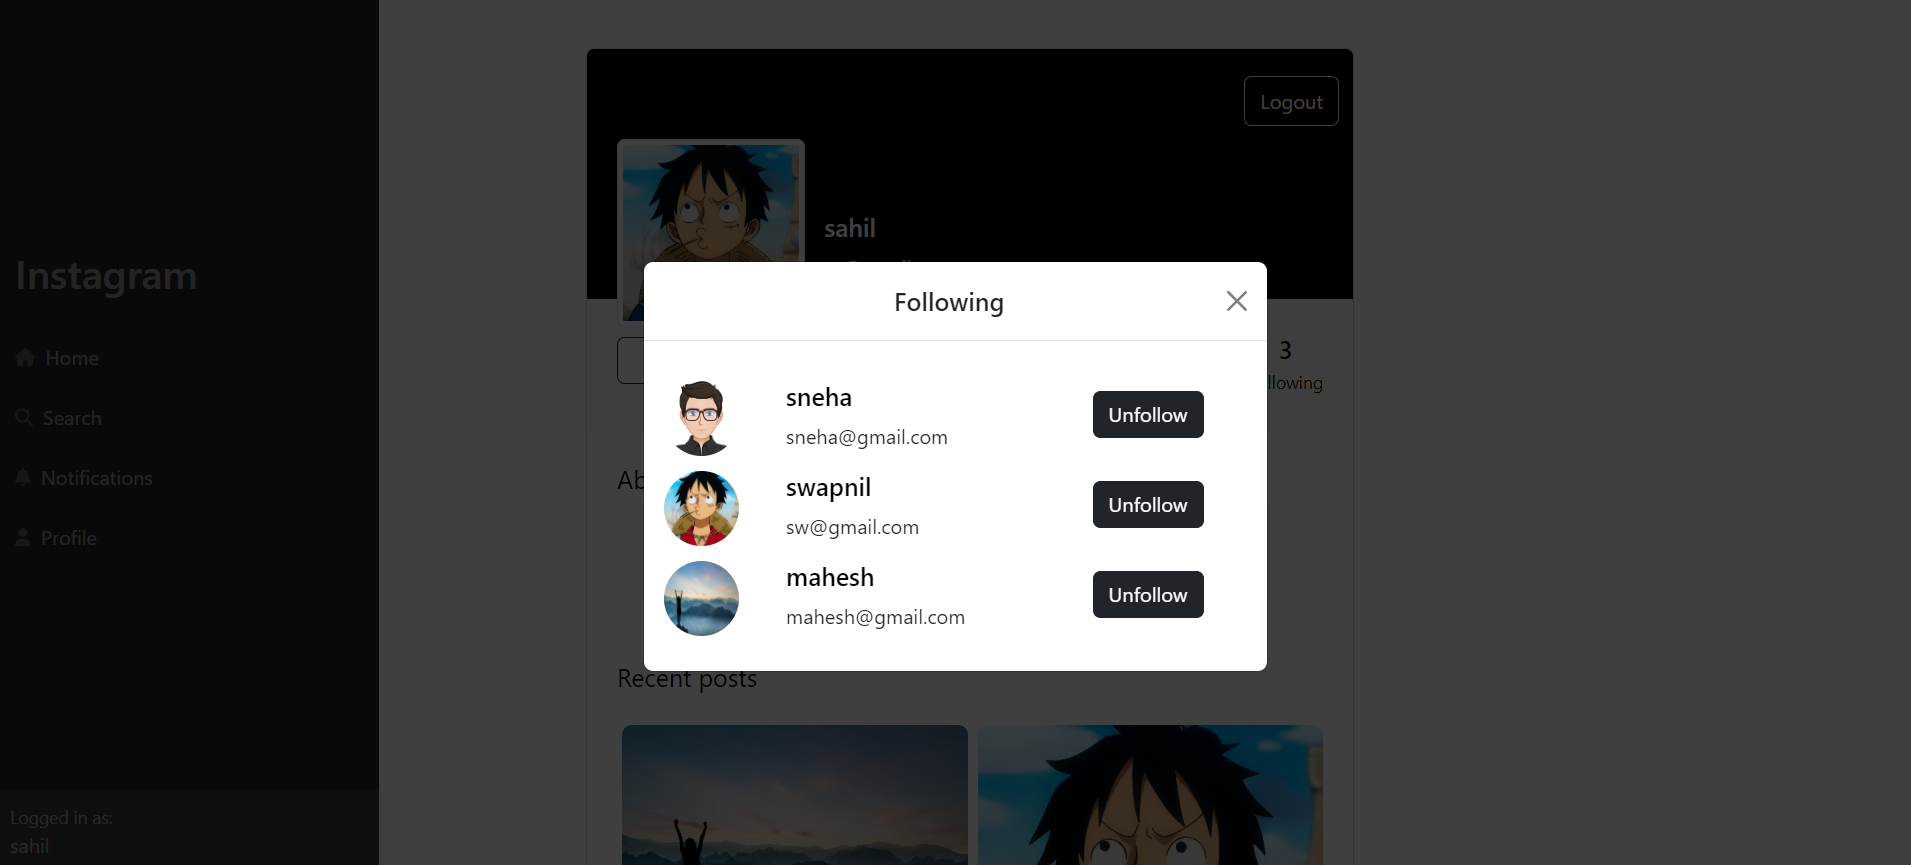 Instagram
Home
Search
Notifications
Profile
Logged in as:
sahil
Logout
sahil
Following
3
llowing
sneha
sneha@gmail.com
Unfollow
swapnil
sw@gmail.com
Unfollow
mahesh
mahesh@gmail.com
Unfollow
Ab
Recent posts